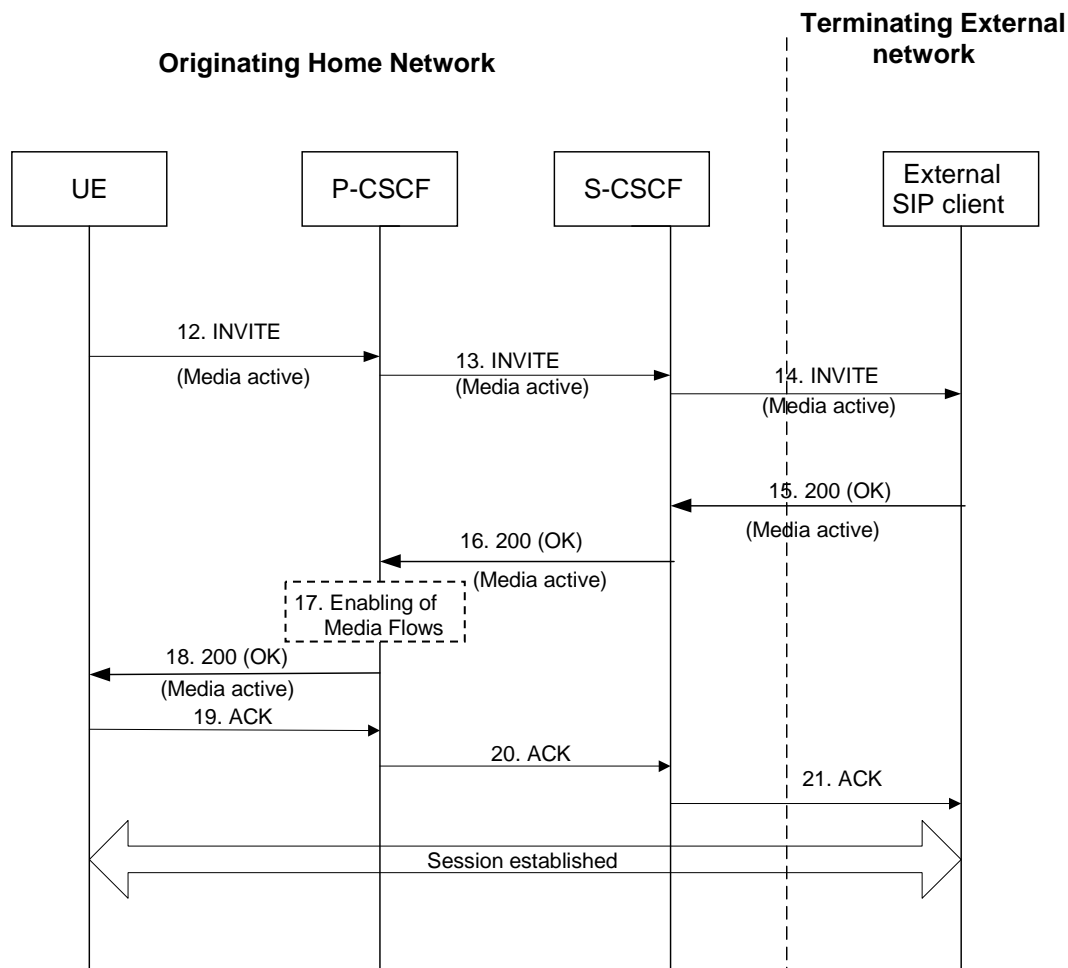 Terminating External
network
Originating Home Network
UE
P-CSCF
S-CSCF
External
SIP client
12. INVITE
(Media active)
13. INVITE
(Media active)
14. INVITE
(Media active)
15. 200 (OK)
(Media active)
16. 200 (OK)
(Media active)
17. Enabling of
Media Flows
18. 200 (OK)
(Media active)
19. ACK
20. ACK
21. ACK
Session established